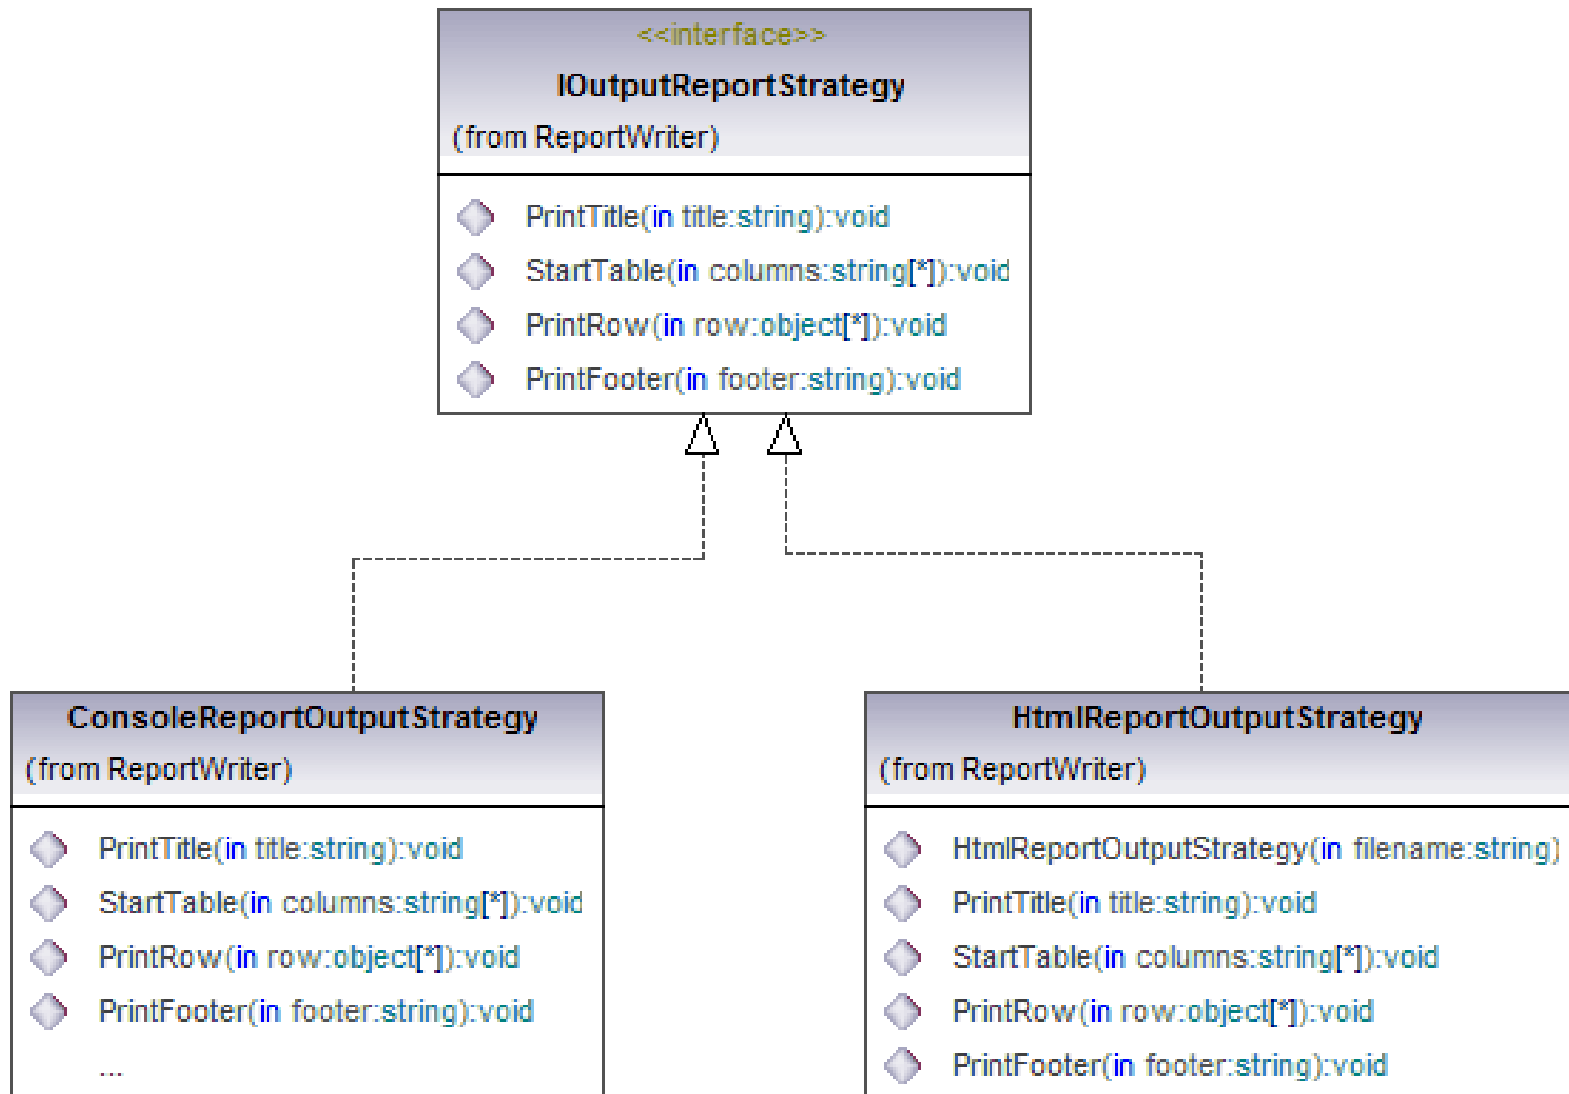 <<interface>>
IOutputReportStrategy
(from ReportWriter)
PrintTitle(in title:string):void
StartTable(in columns:string[*]):void
PrintRow(in row:object[*]):void
PrintFooter(in footer:string):void
ConsoleReportOutputStrategy
(from ReportWriter)
PrintTitle(in title:string):void
StartTable(in columns:string[*]):void
PrintRow(in row:object[*]):void
PrintFooter(in footer:string):void
...
HtmlReportOutputStrategy
(from ReportWriter)
HtmlReportOutputStrategy(in filename:string)
PrintTitle(in title:string):void
StartTable(in columns:string[*]):void
PrintRow(in row:object[*]):void
PrintFooter(in footer:string):void